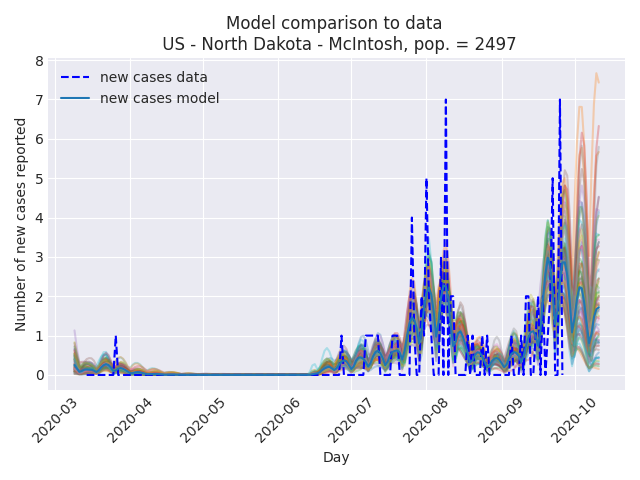 Model comparison to data
US - North Dakota - McIntosh, pop. = 2497
new cases data
new cases model
Number of new cases reported
8
7
6
5
4
3
2
1
0
2020-03
2020-04
2020-05
2020-06
2020-07
2020-08
2020-09
2020-10
Day